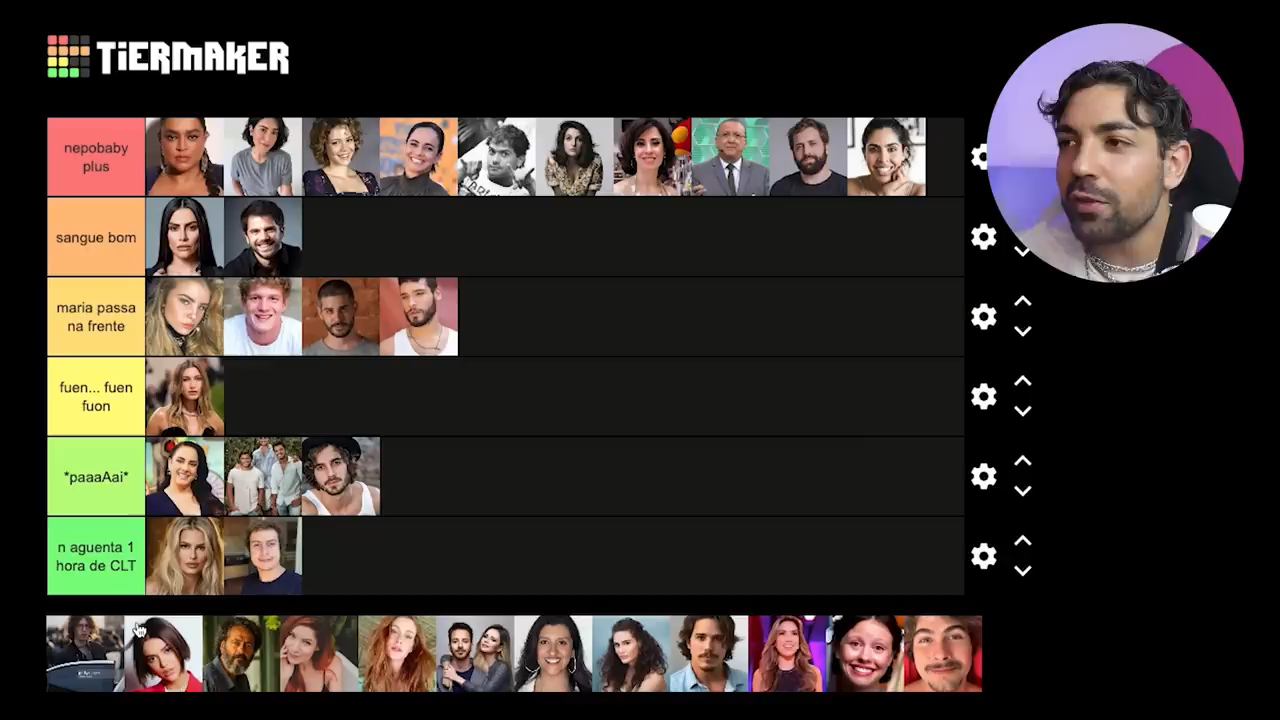 TiERMAKER
nepobaby
plus
sangue bom
maria passa
na frente
fuen... fuen
fuon
*paaaAai*
n aguenta 1
hora de CLT